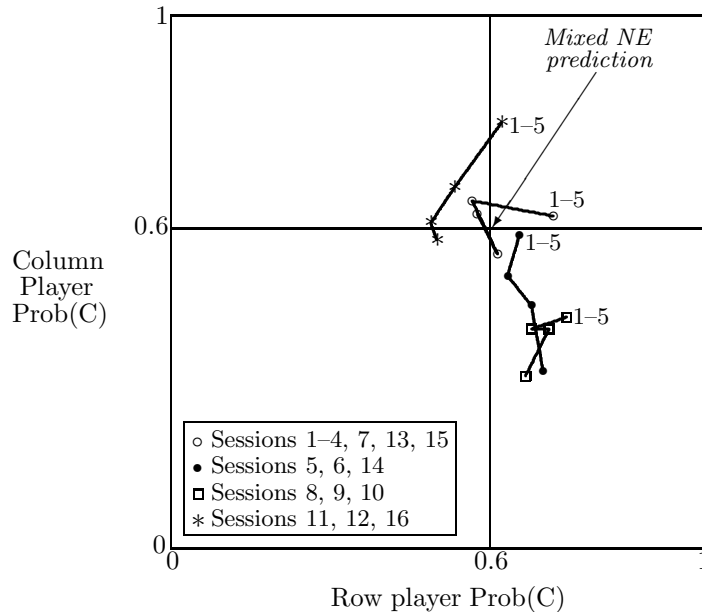 1
Mixed NE
prediction
1–5
1–5
0.6
1–5
Column
Player
Prob(C)
1–5
Sessions 1–4, 7, 13, 15
Sessions 5, 6, 14
Sessions 8, 9, 10
Sessions 11, 12, 16
0
0
0.6
1
Row player Prob(C)